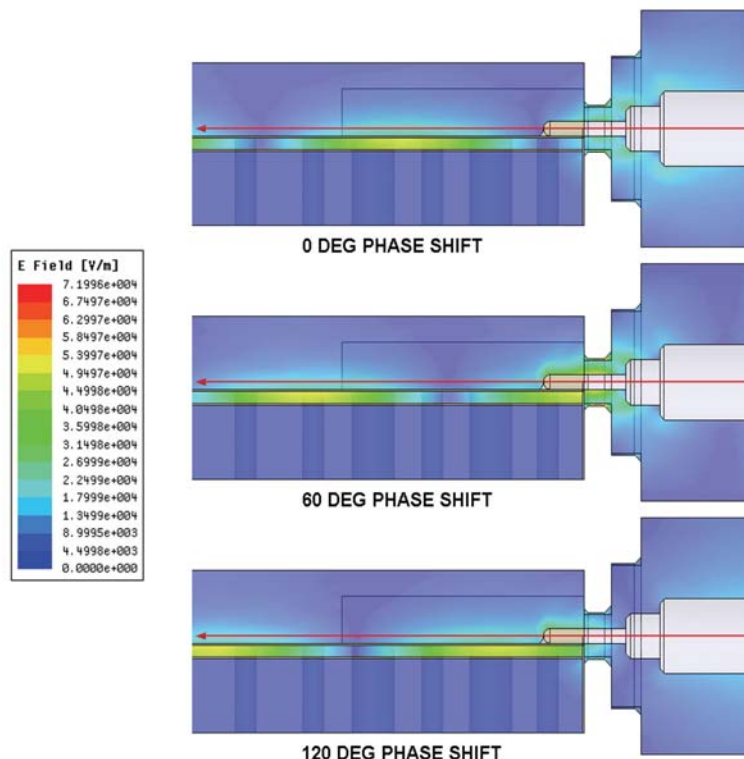 0 DEG PHASE SHIFT
E Field [V/m]
7.1996e+004
6.7497e+004
6.2997e+004
5.8497e+004
5.3997e+004
4.9497e+004
4.4998e+004
4.0498e+004
3.5998e+004
3.1498e+004
2.6999e+004
2.2499e+004
1.7999e+004
1.3499e+004
8.9995e+003
4.4998e+003
0.0000e+000
60 DEG PHASE SHIFT
120 DEG PHASE SHIFT